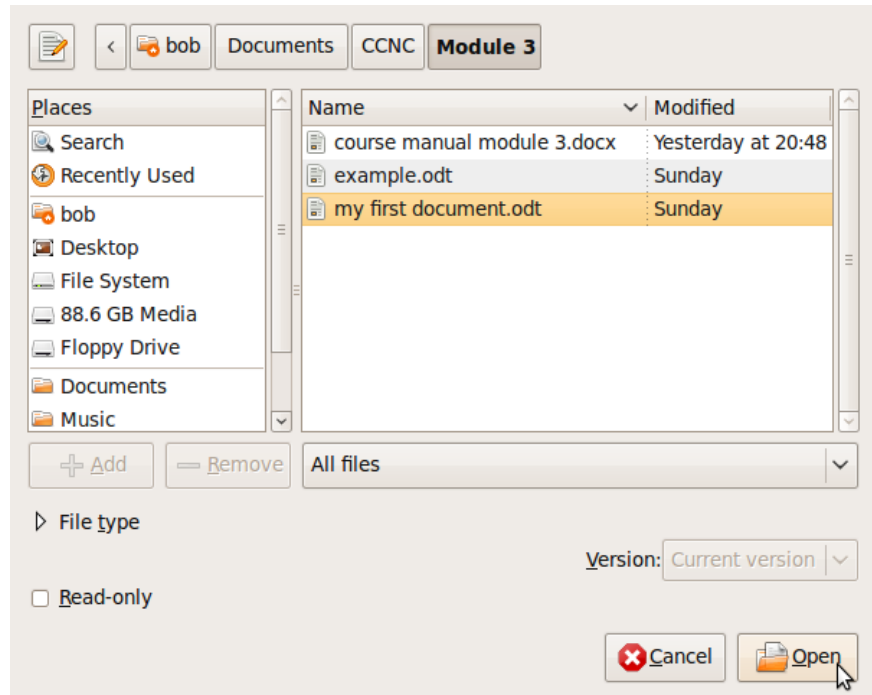 bob Documents CCNC Module 3
Places
Search
Recently Used
bob
Desktop
File System
88.6 GB Media
Floppy Drive
Documents
Music
Name Modified
course manual module 3.docx Yesterday at 20:48
example.odt Sunday
my first document.odt Sunday
Add Remove All files
File type
Version: Current version
Read-only
Cancel Open